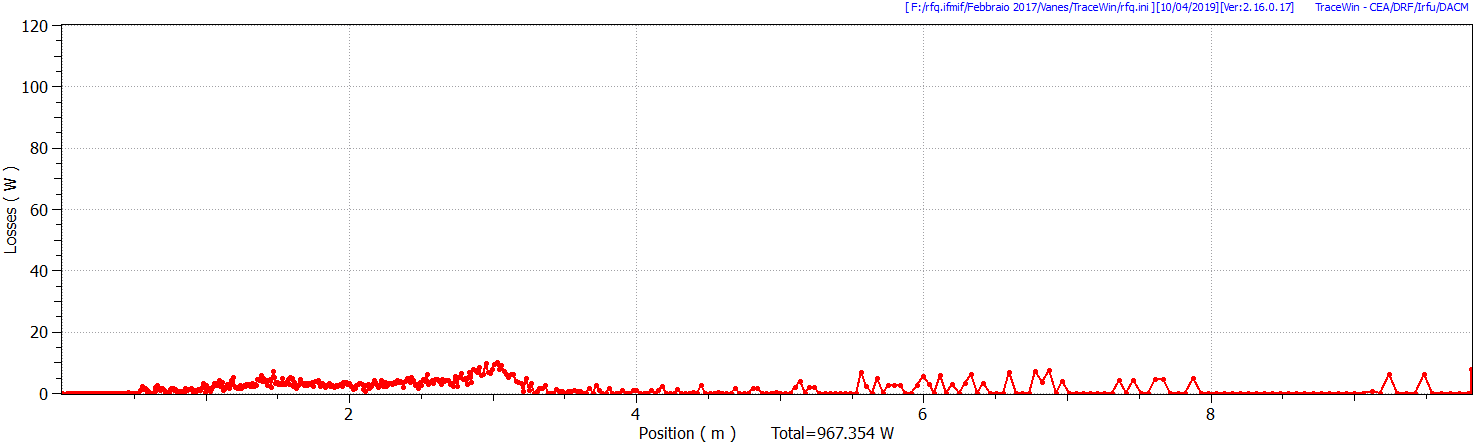 [ F:/rfq.ifmif/Febbraio 2017/Vanes/TraceWin/rfq.ini ][10/04/2019][Ver:2.16.0.17] TraceWin - CEA/DRF/Irfu/DACM
120
100
80
60
40
20
0
Losses ( W )
2 4 6 8
Position ( m ) Total=967.354 W